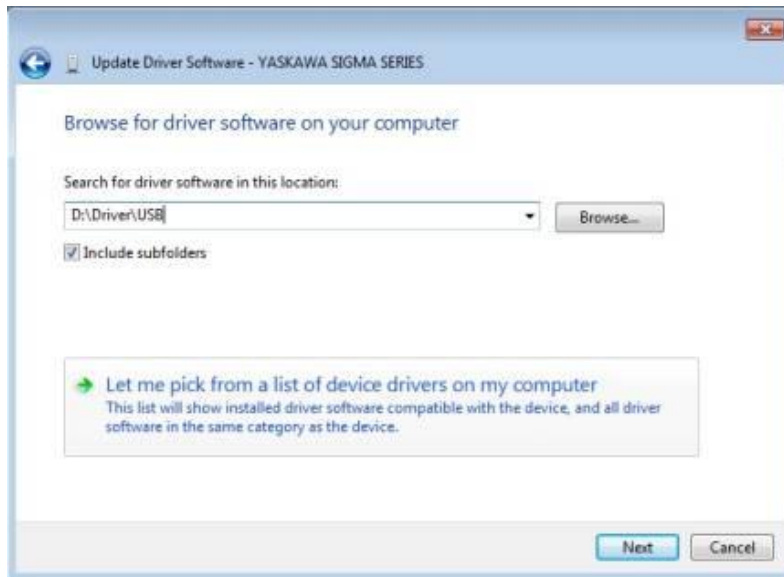 Update Driver Software - YASKAWA SIGMA SERIES
Browse for driver software on your computer
Search for driver software in this location:
D:\Driver\USB
Browse...
Include subfolders
Let me pick from a list of device drivers on my computer
This list will show installed driver software compatible with the device, and all driver
software in the same category as the device.
Next
Cancel